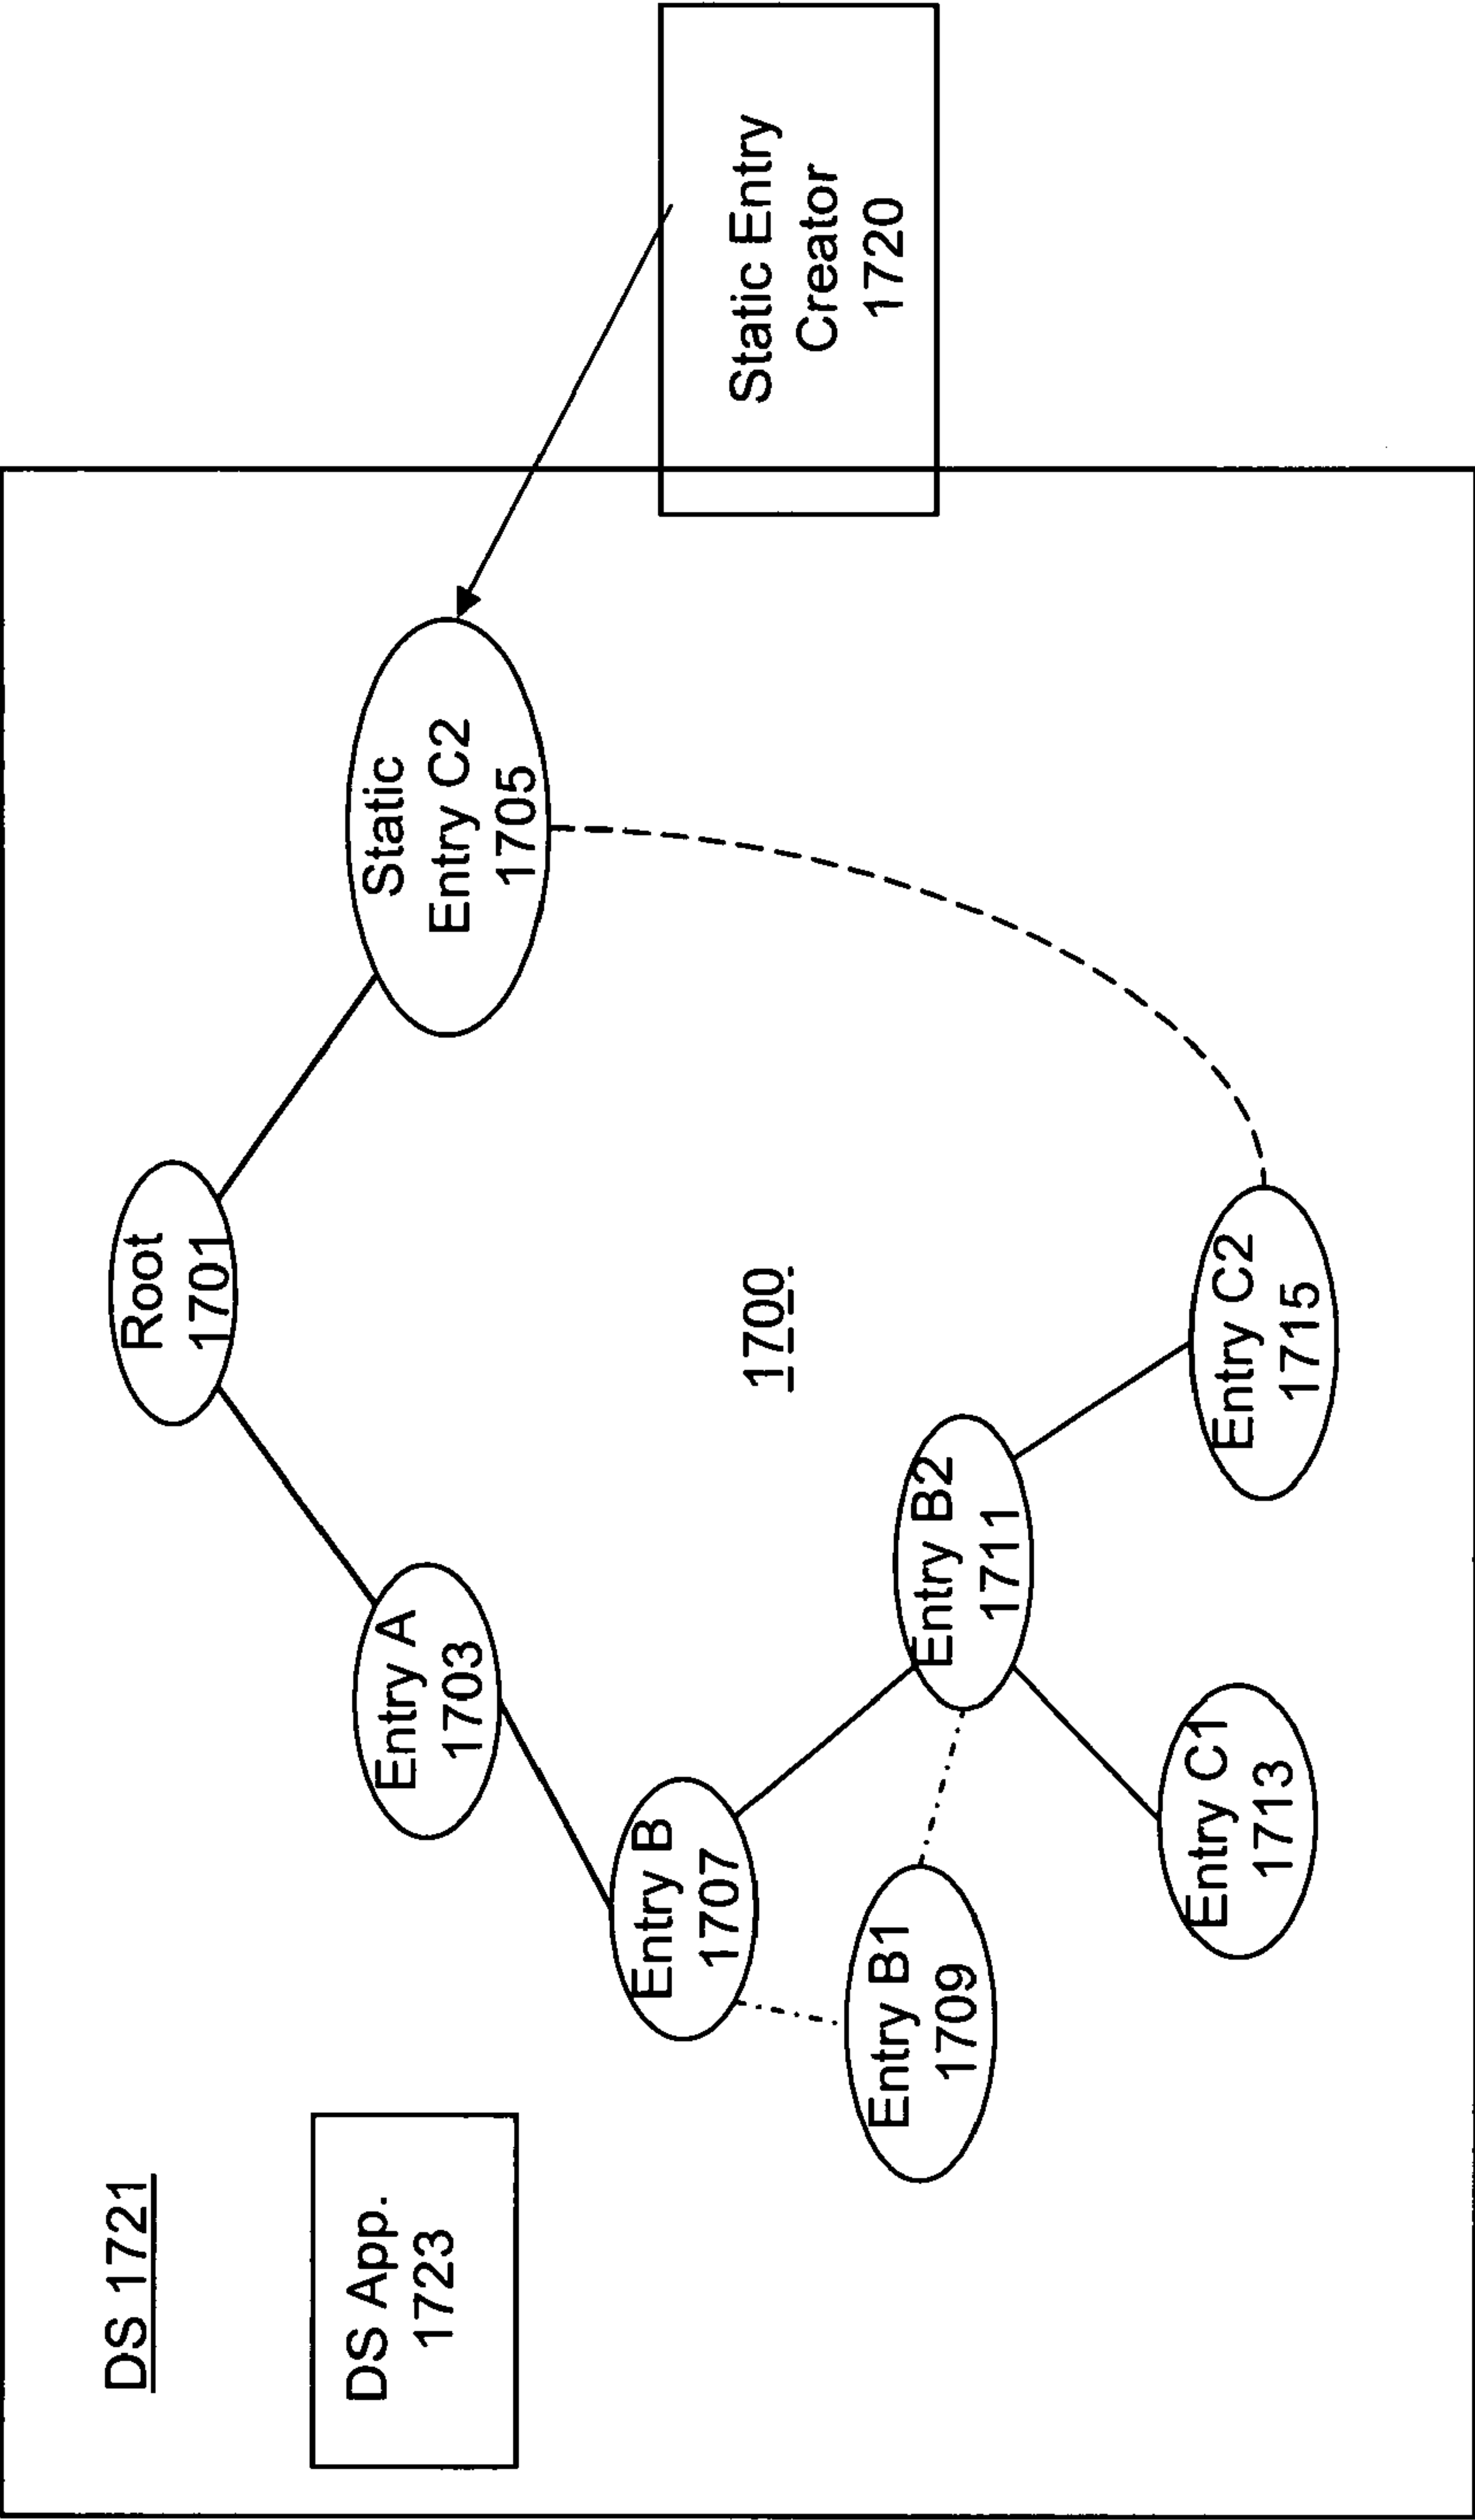 DS 1721
DS App.
1723
Root
1701
Entry A
1703
Static
Entry C2
1705
Static Entry
Creator
1720
Entry B
1707
1700
Entry B1
1709
Entry B2
1711
Entry C1
1713
Entry C2
1715